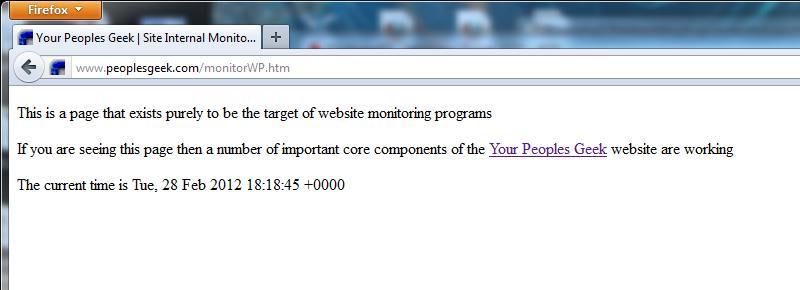 Firefox
Your Peoples Geek | Site Internal Monito...
www.peoplesgeek.com/monitorWP.htm
This is a page that exists purely to be the target of website monitoring programs
If you are seeing this page then a number of important core components of the Your Peoples Geek website are working
The current time is Tue, 28 Feb 2012 18:18:45 +0000